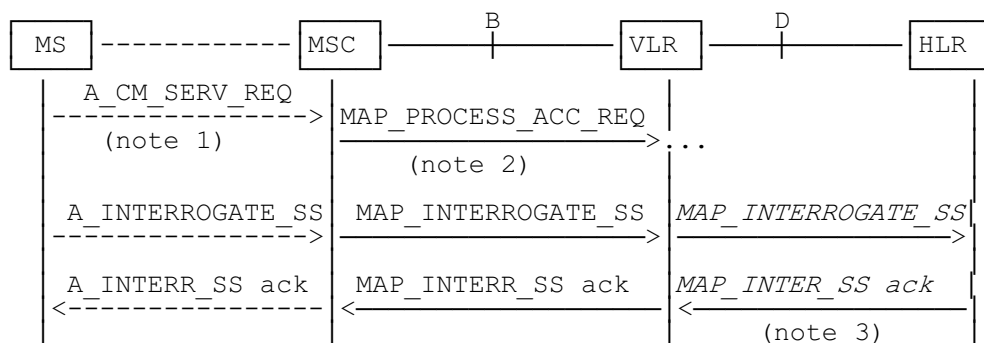 B D
MS MSC VLR HLR
A_CM_SERV_REQ
MAP_PROCESS_ACC_REQ
(note 1)
...
(note 2)
A_INTERROGATE_SS MAP_INTERROGATE_SS MAP_INTERROGATE_SS
A_INTERR_SS ack MAP_INTERR_SS ack MAP_INTER_SS ack
(note 3)